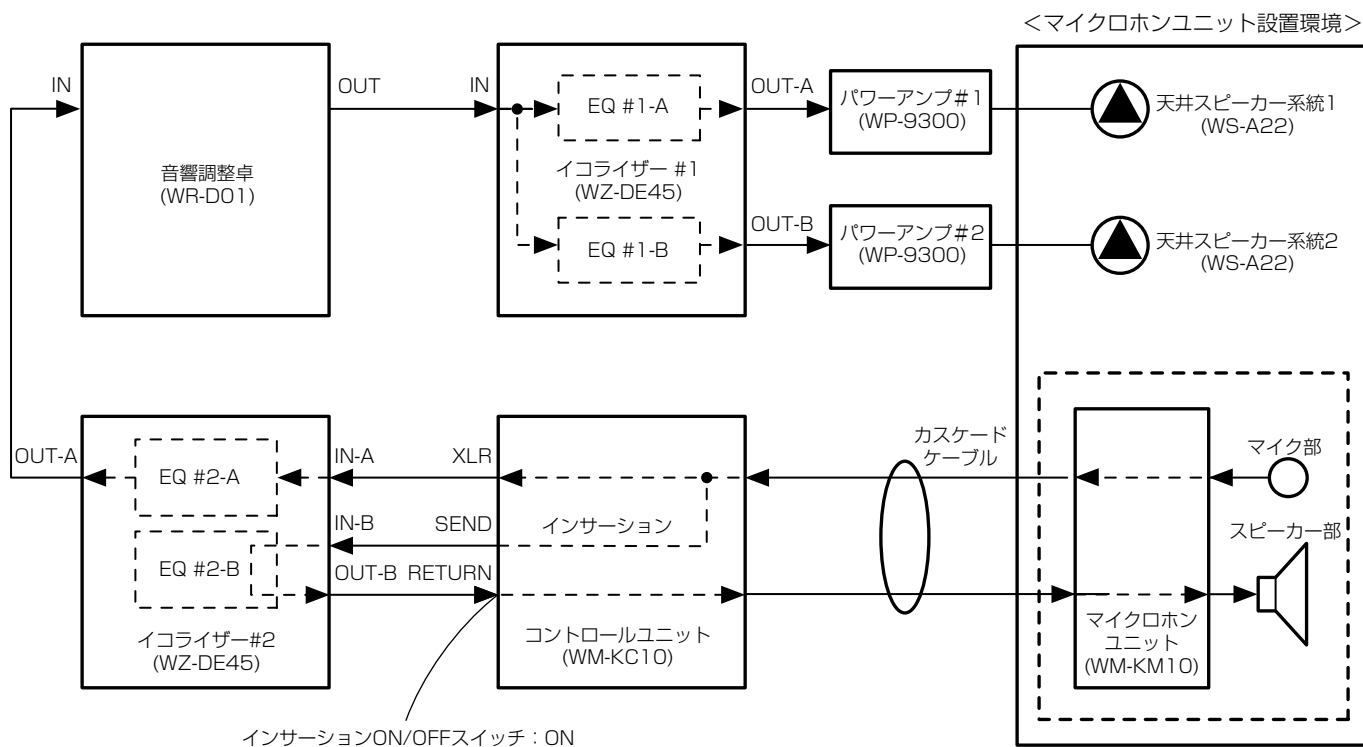 ＜マイクロホンユニット設置環境＞
IN
OUT
IN
EQ #1-A
OUT-A
パワーアンプ＃1
(WP-9300)
天井スピーカー系統1
(WS-A22)
音響調整卓
(WR-D01)
イコライザー #1
(WZ-DE45)
EQ #1-B
OUT-B
パワーアンプ＃2
(WP-9300)
天井スピーカー系統2
(WS-A22)
OUT-A
EQ #2-A
IN-A
XLR
カスケード
ケーブル
マイク部
IN-B
SEND
インサーション
スピーカー部
EQ #2-B
OUT-B
RETURN
イコライザー#2
(WZ-DE45)
コントロールユニット
(WM-KC10)
マイクロホン
ユニット
(WM-KM10)
インサーションON/OFFスイッチ：ON